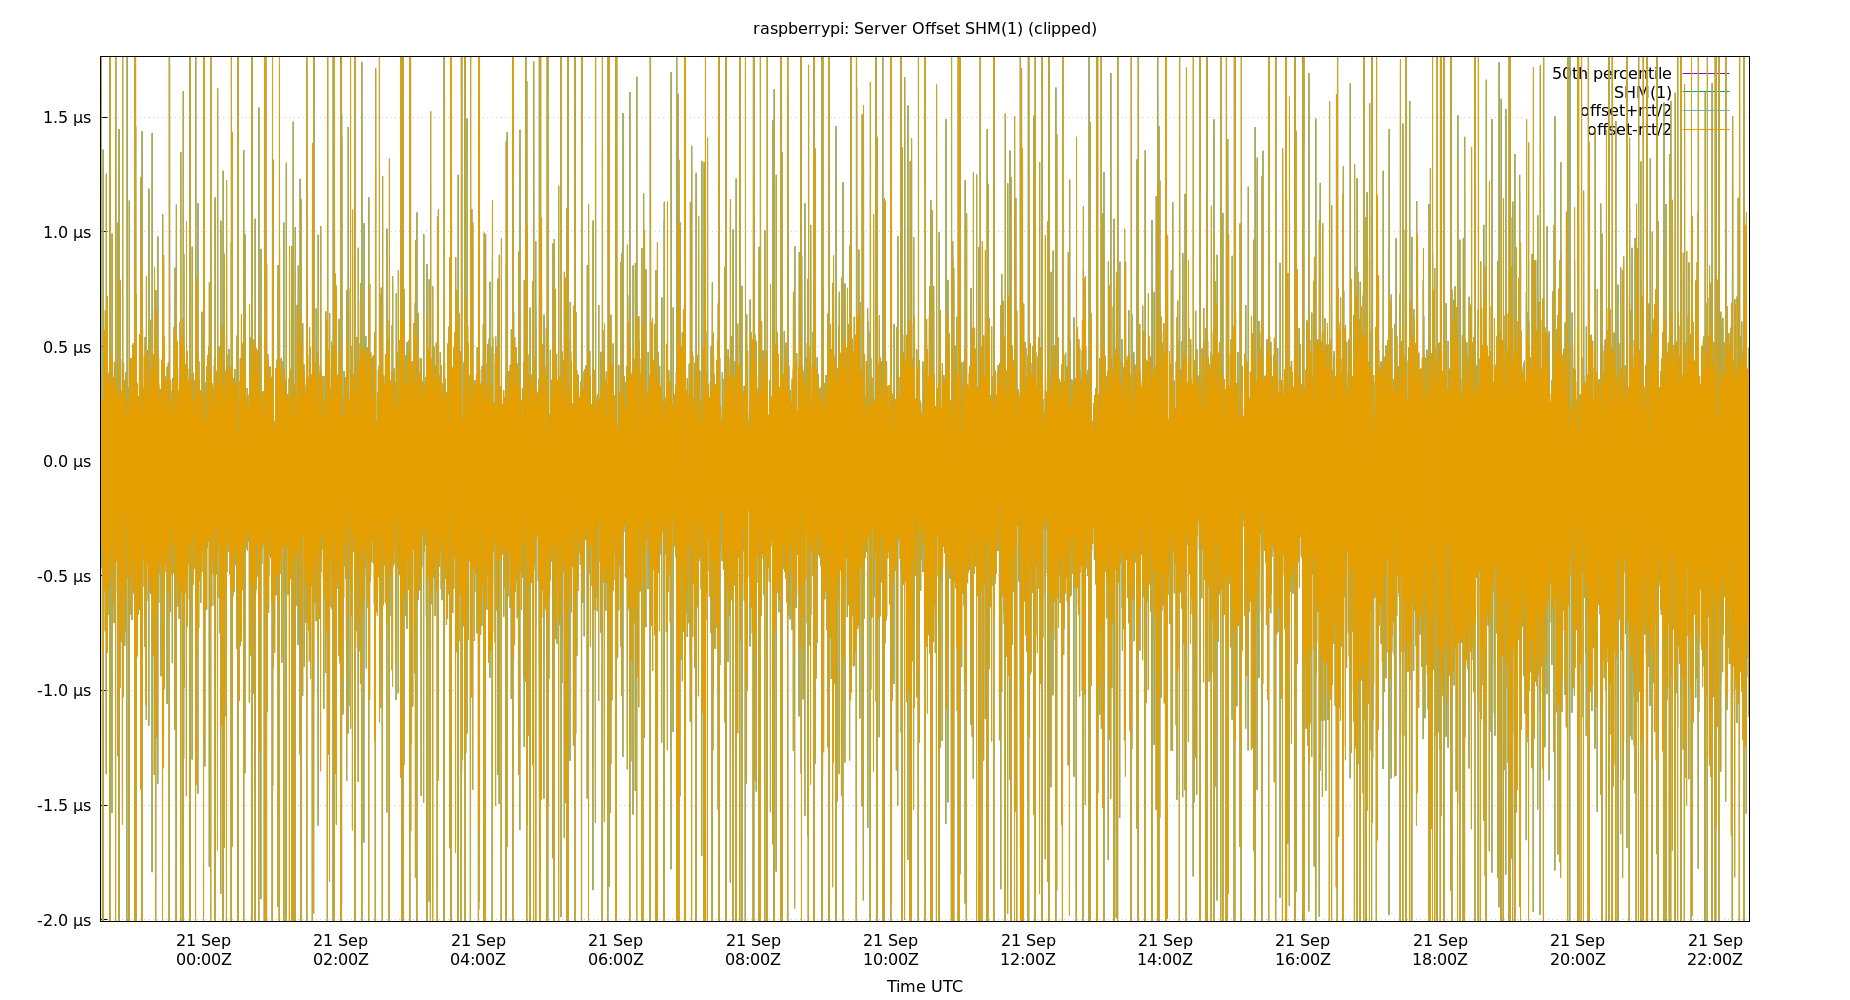 raspberrypi: Server Offset SHM(1) (clipped)
50th percentile
SHM(1)
offset+rtt/2
offset-rtt/2
1.5 µs
1.0 µs
0.5 µs
0.0 µs
-0.5 µs
-1.0 µs
-1.5 µs
-2.0 µs
21 Sep 21 Sep 21 Sep 21 Sep 21 Sep 21 Sep 21 Sep 21 Sep 21 Sep 21 Sep 21 Sep 21 Sep
00:00Z 02:00Z 04:00Z 06:00Z 08:00Z 10:00Z 12:00Z 14:00Z 16:00Z 18:00Z 20:00Z 22:00Z
Time UTC